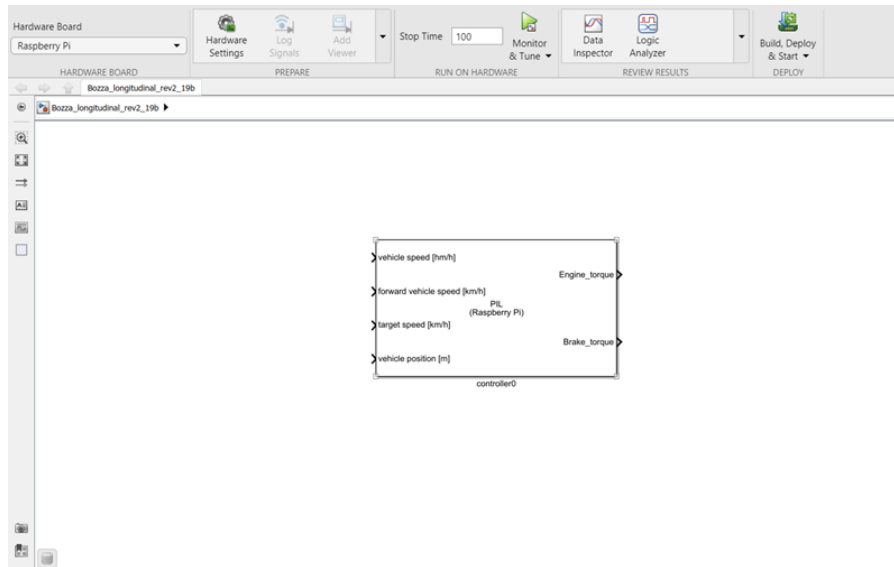 Hardware Board
Raspberry Pi
HARDWARE BOARD
Hardware
Settings
Log
Signals
Add
Viewer
PREPARE
Stop Time 100
Monitor
& Tune
RUN ON HARDWARE
Data
Inspector
Logic
Analyzer
REVIEW RESULTS
Build, Deploy
& Start
DEPLOY
Bozza_longitudinal_rev2_19b
Bozza_longitudinal_rev2_19b
vehicle speed [hm/h]
Engine_torque
forward vehicle speed [km/h]
PIL
(Raspberry Pi)
target speed [km/h]
Brake_torque
vehicle position [m]
controller0